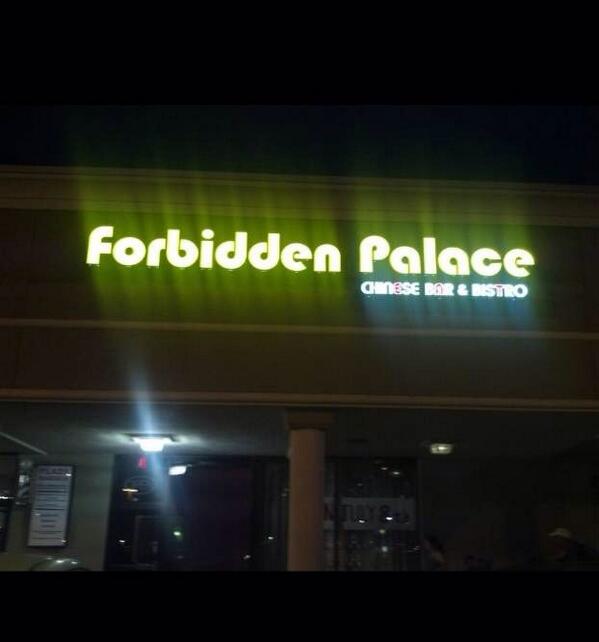 Forbidden Palace
CHINESE BAR & BISTRO